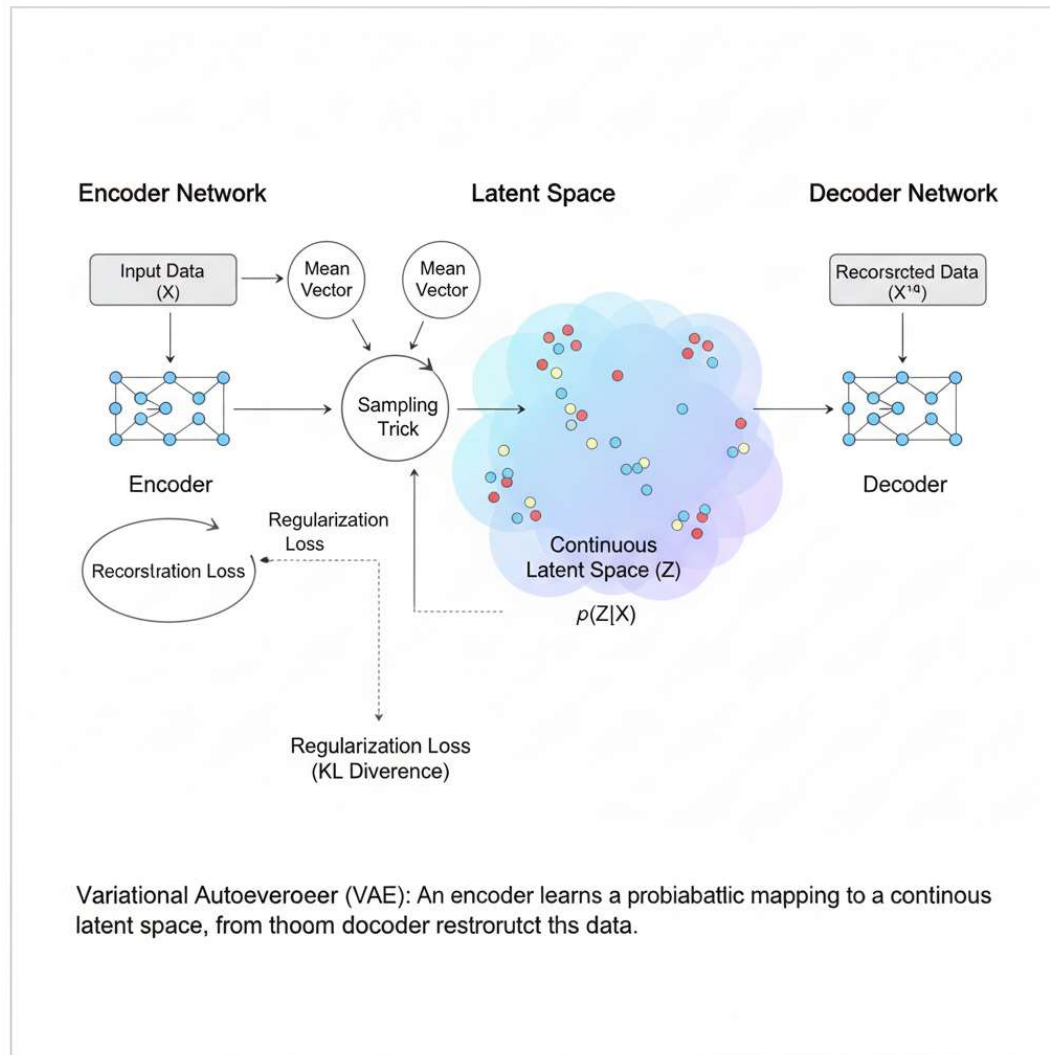 Encoder Network
Latent Space
Decoder Network
Input Data
(X)
Mean
Vector
Mean
Vector
Recorsrcted Data
Sampling
Trick
Encoder
Decoder
Regularization
Loss
Recorstration Loss
Continuous
Latent Space (Z)
p(Z|X)
Regularization Loss
(KL Diverence)
Variational Autoeveroeer (VAE): An encoder learns a probiabatlic mapping to a continous
latent space, from thoom docoder restrorutct ths data.